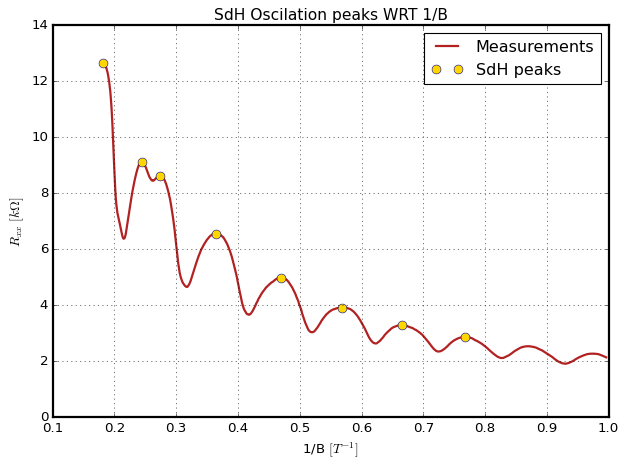 SdH Oscilation peaks WRT 1/B
14
12
10
8
6
4
2
0
R_{xx} [kΩ]
Measurements
SdH peaks
0.1 0.2 0.3 0.4 0.5 0.6 0.7 0.8 0.9 1.0
1/B [T^{-1}]